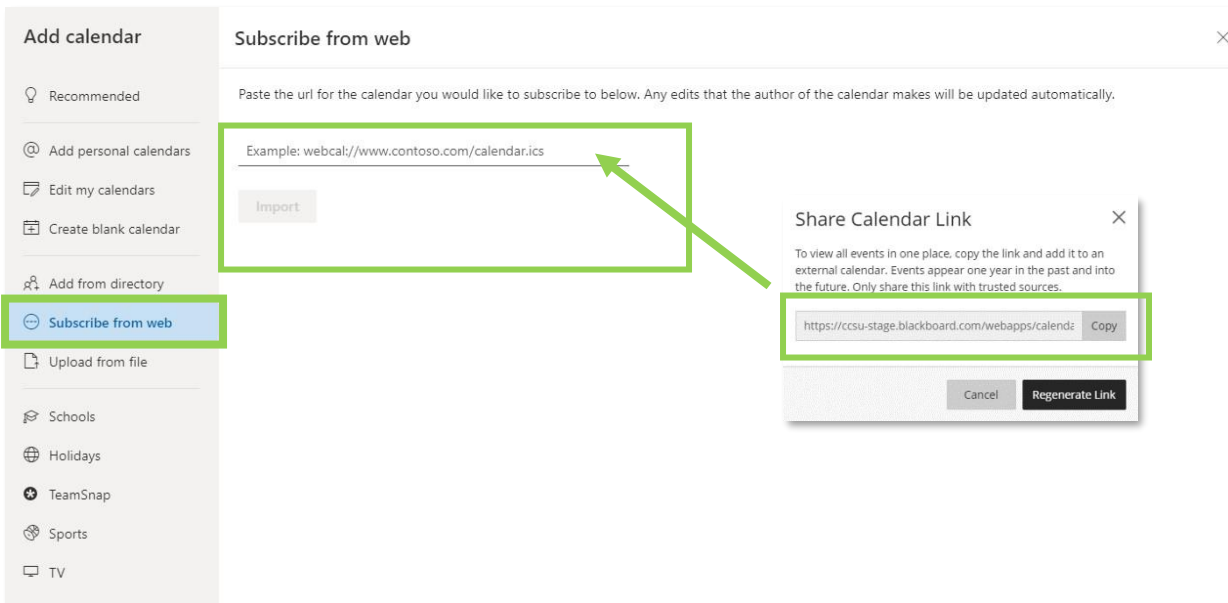 Add calendar
Recommended
Add personal calendars
Edit my calendars
Create blank calendar
Add from directory
Subscribe from web
Upload from file
Schools
Holidays
TeamSnap
Sports
TV
Subscribe from web
Paste the url for the calendar you would like to subscribe to below. Any edits that the author of the calendar makes will be updated automatically.
Example: webcal://www.contoso.com/calendar.ics
Import
Share Calendar Link
To view all events in one place, copy the link and add it to an
external calendar. Events appear one year in the past and into
the future. Only share this link with trusted sources.
https://ccsu-stage.blackboard.com/webapps/calenda
Copy
Cancel
Regenerate Link